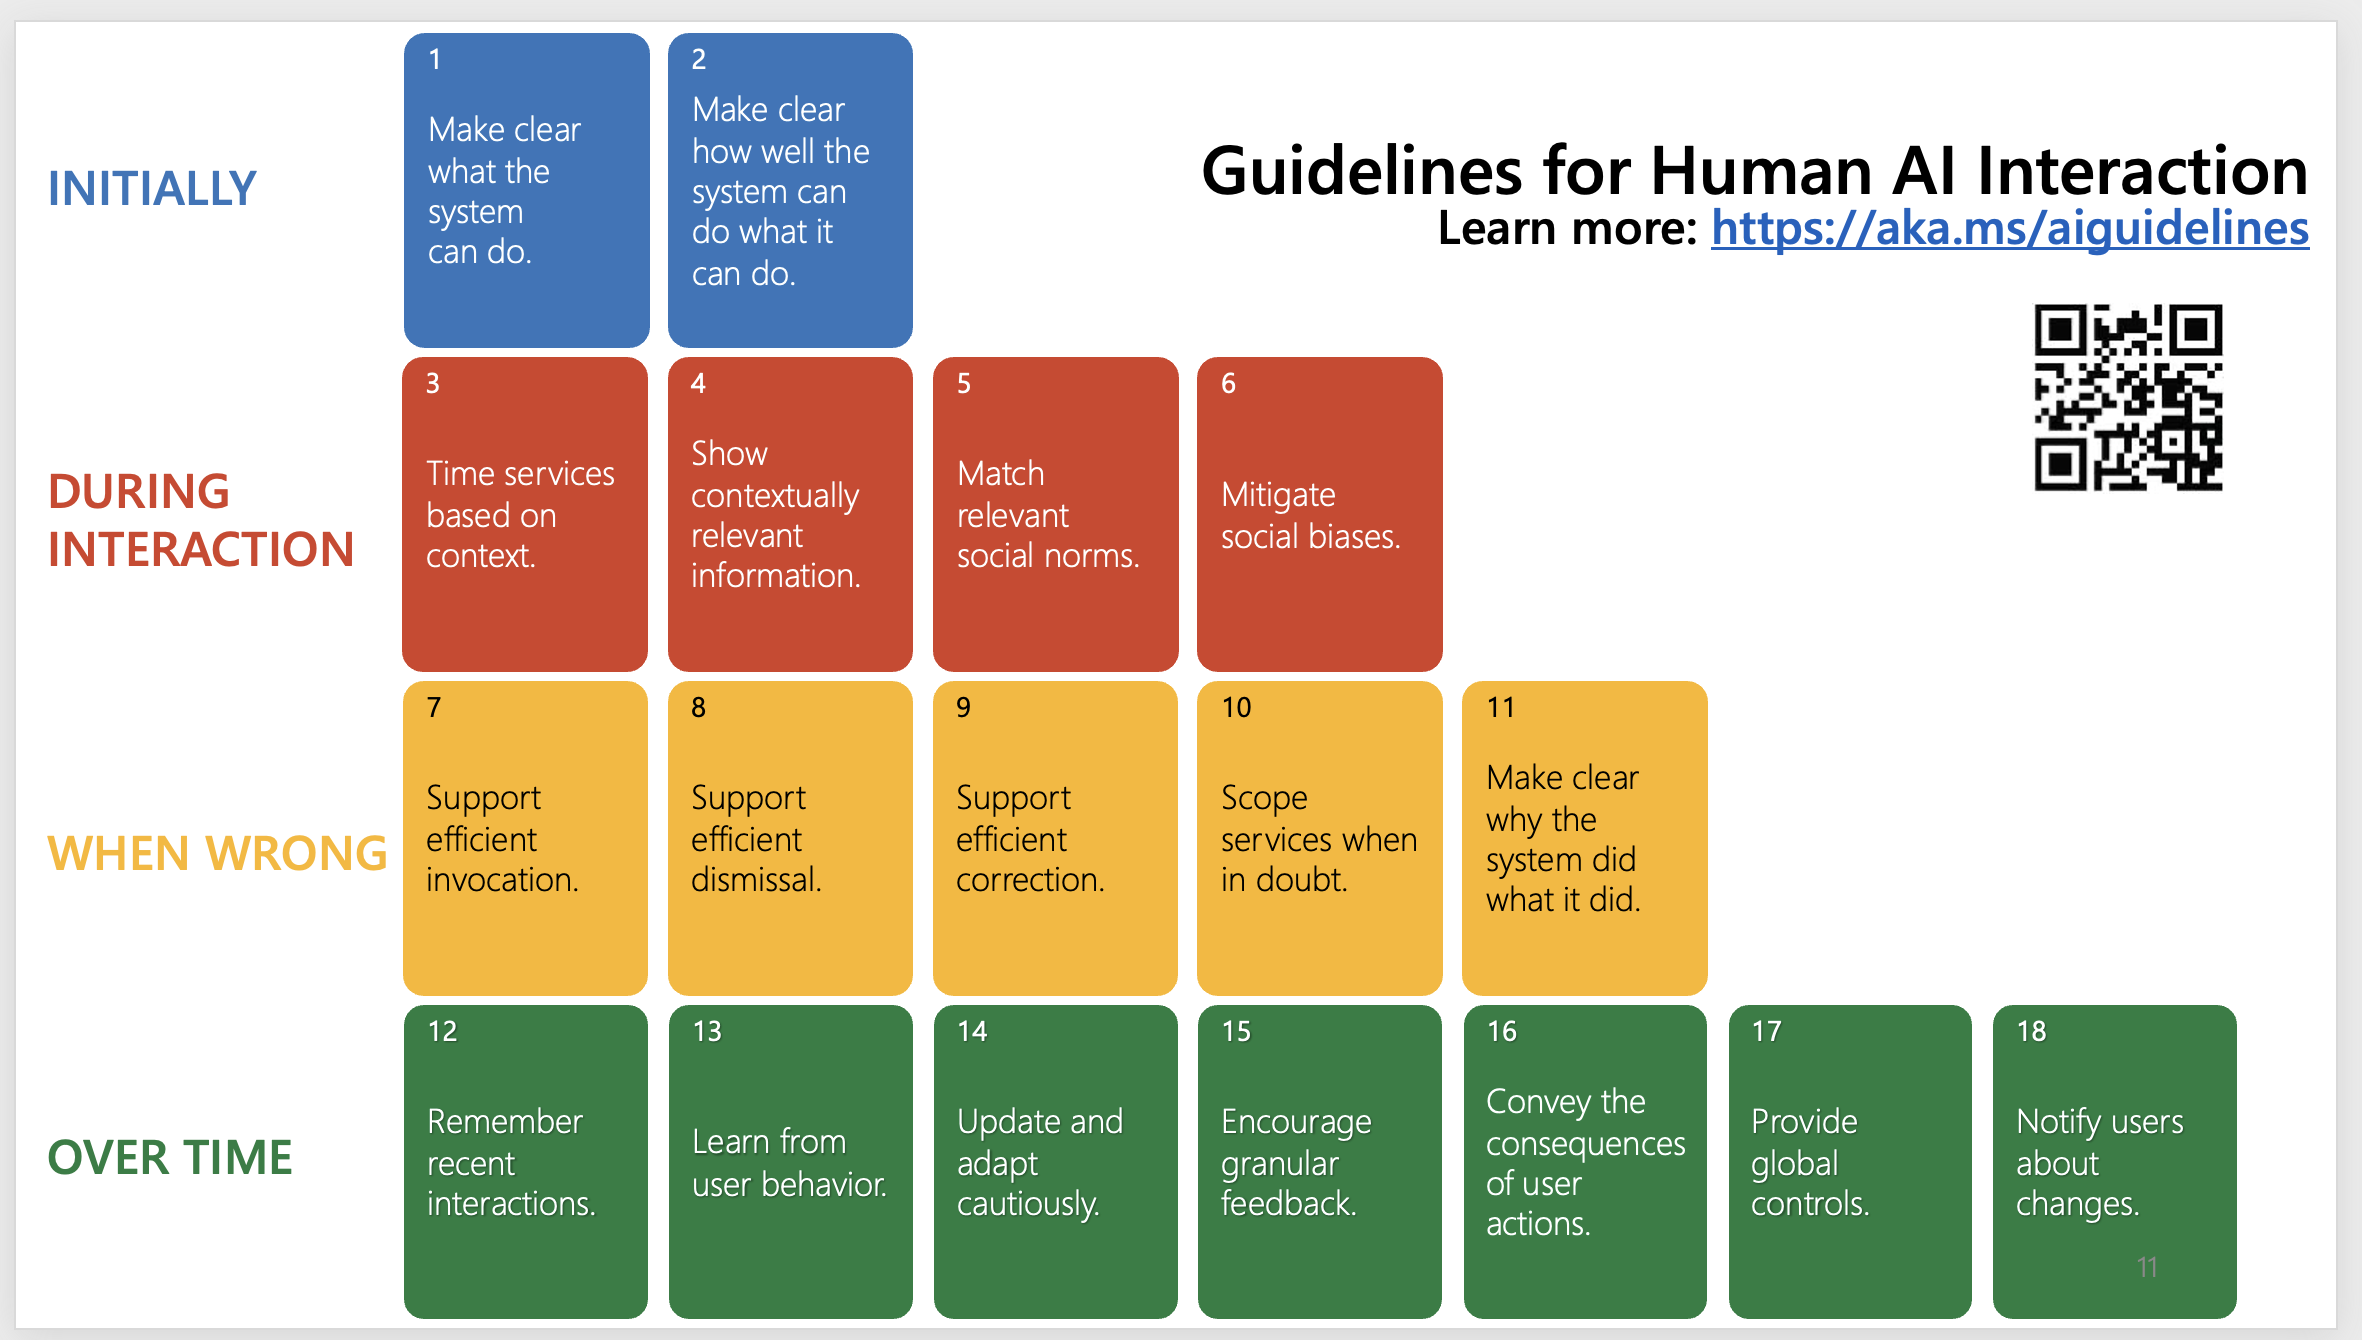 Guidelines for Human AI Interaction
Learn more: https://aka.ms/aiguidelines
INITIALLY
1
Make clear
what the
system
can do.
2
Make clear
how well the
system can
do what it
can do.
DURING
INTERACTION
3
Time services
based on
context.
4
Show
contextually
relevant
information.
5
Match
relevant
social norms.
6
Mitigate
social biases.
WHEN WRONG
7
Support
efficient
invocation.
8
Support
efficient
dismissal.
9
Support
efficient
correction.
10
Scope
services when
in doubt.
11
Make clear
why the
system did
what it did.
OVER TIME
12
Remember
recent
interactions.
13
Learn from
user behavior.
14
Update and
adapt
cautiously.
15
Encourage
granular
feedback.
16
Convey the
consequences
of user
actions.
17
Provide
global
controls.
18
Notify users
about
changes.
11